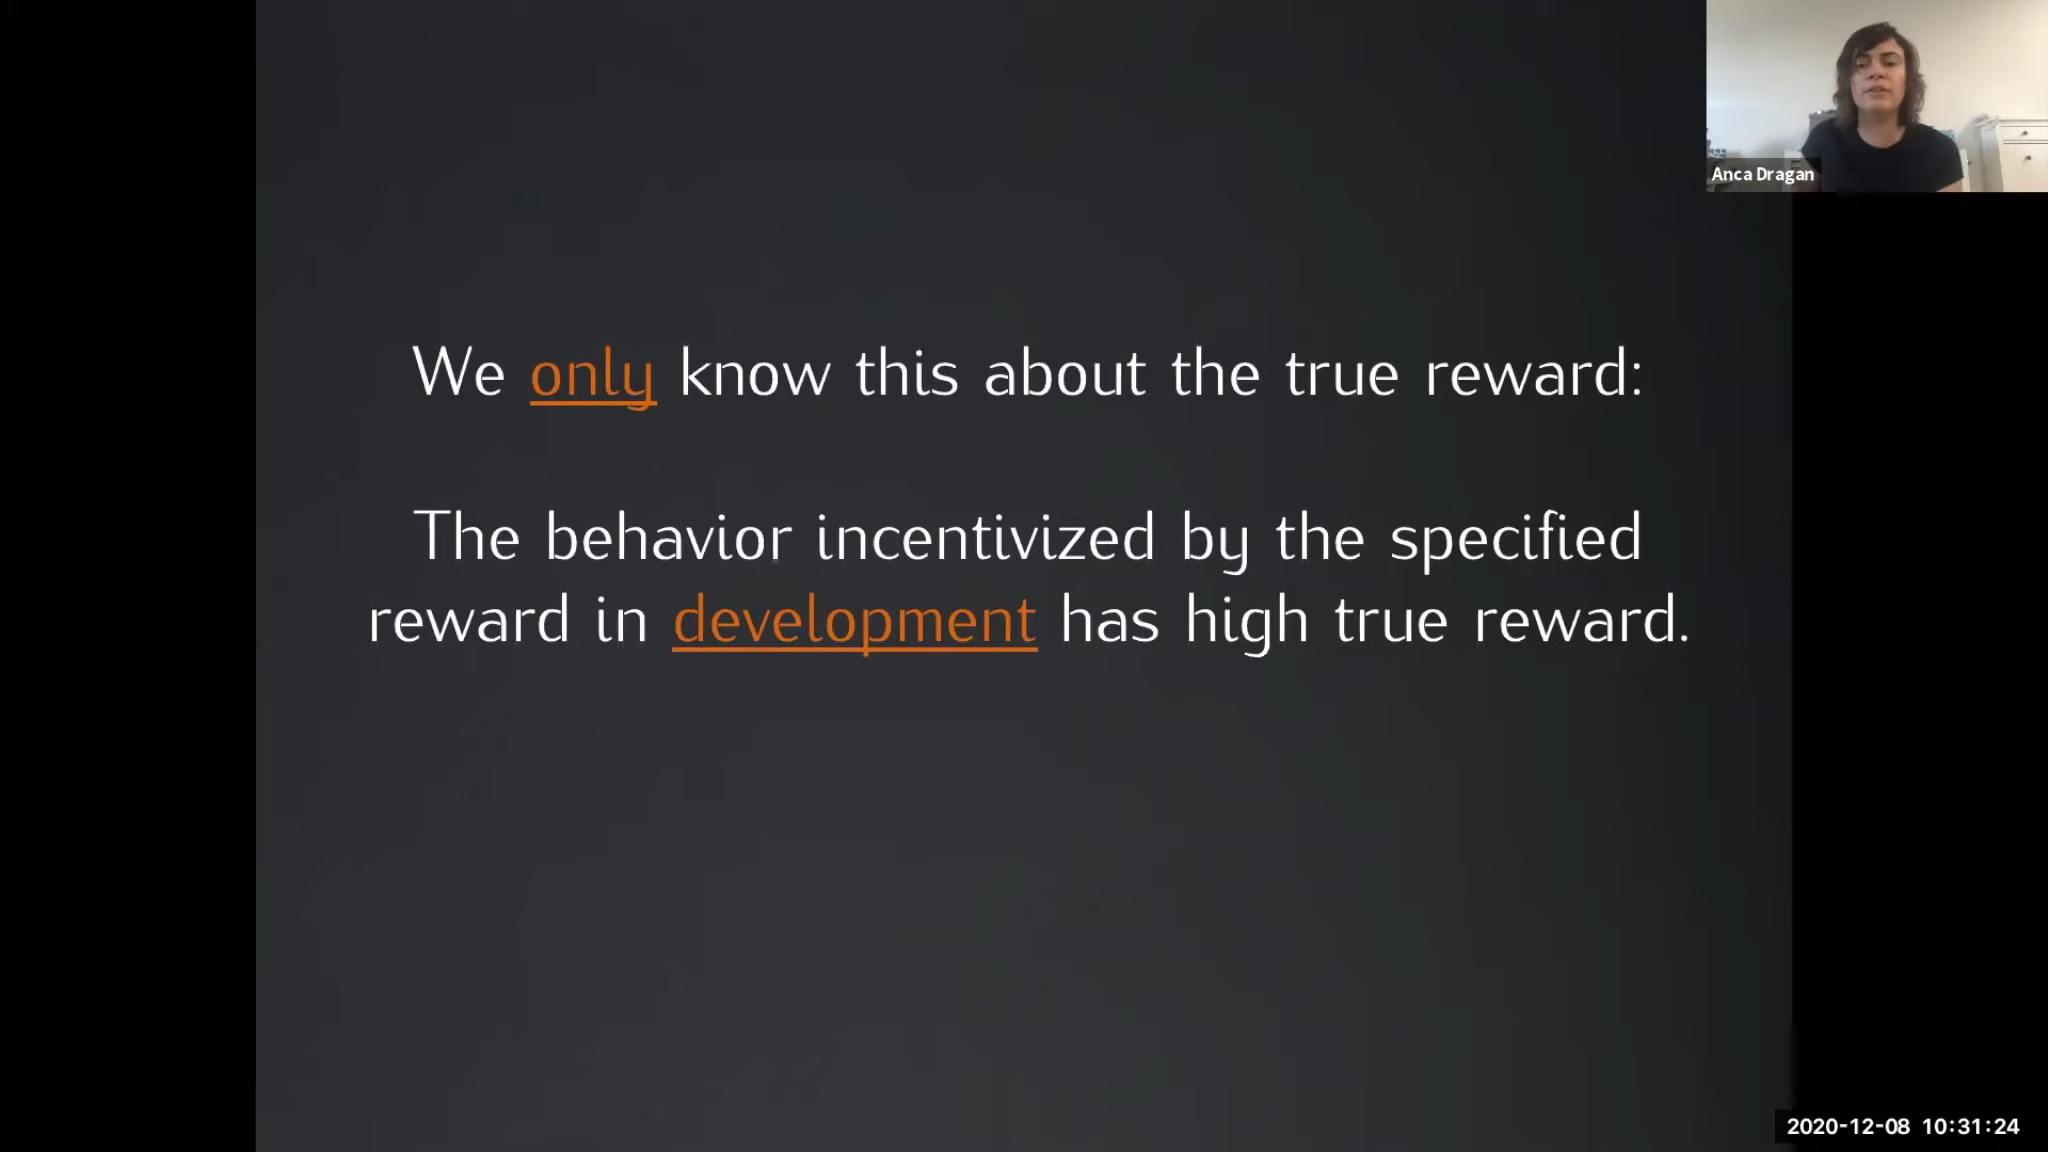 Anca Dragan
We only know this about the true reward:
The behavior incentivized by the specified
reward in development has high true reward.
2020-12-08 10:31:24